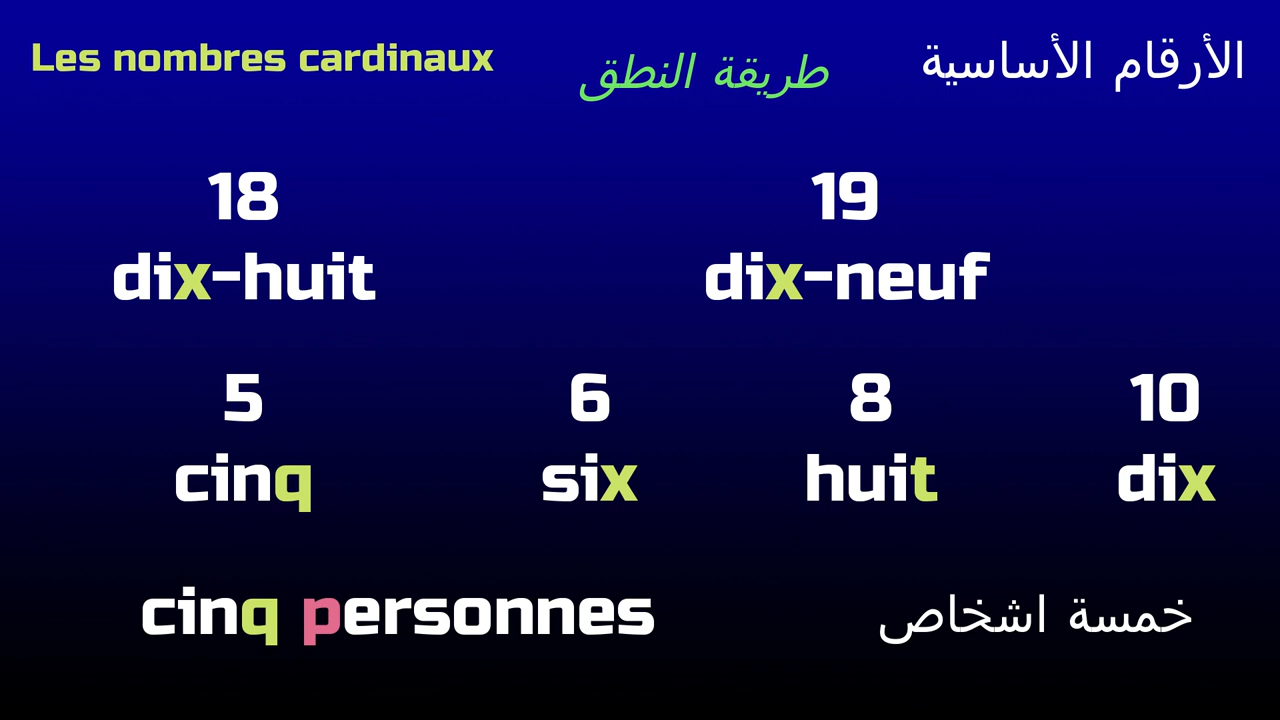 Les nombres cardinaux
طريقة النطق
الأرقام الأساسية
18
19
dix-huit
dix-neuf
5
6
8
10
cinq
six
huit
dix
cinq personnes
خمسة اشخاص